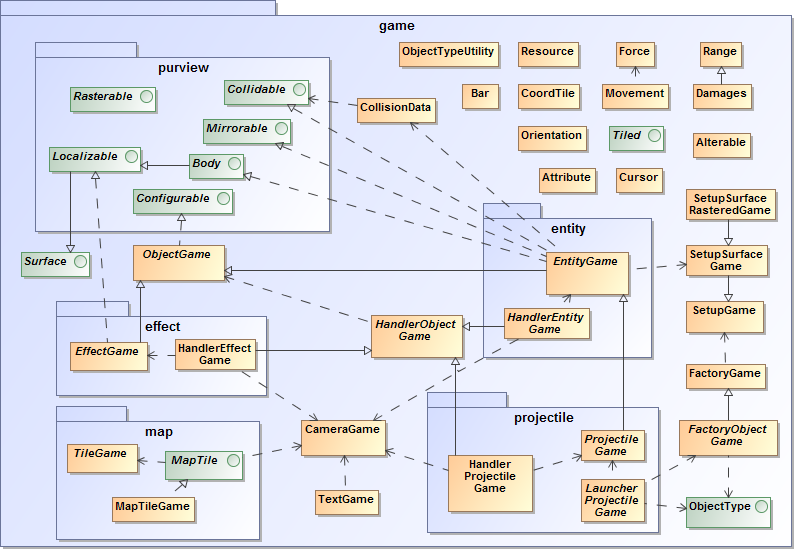 game
purview
ObjectTypeUtility
Resource
Force
Range
Rasterable
Collidable
CollisionData
Bar
CoordTile
Movement
Damages
Mirrorable
Orientation
Tiled
Alterable
Localizable
Body
Attribute
Cursor
Configurable
SetupSurface
RasteredGame
entity
Surface
ObjectGame
EntityGame
SetupSurface
Game
effect
HandlerObject
Game
HandlerEntity
Game
SetupGame
EffectGame
HandlerEffect
Game
FactoryGame
map
projectile
CameraGame
TileGame
MapTile
Projectile
Game
FactoryObject
Game
Handler
Projectile
Game
MapTileGame
TextGame
Launcher
Projectile
Game
ObjectType